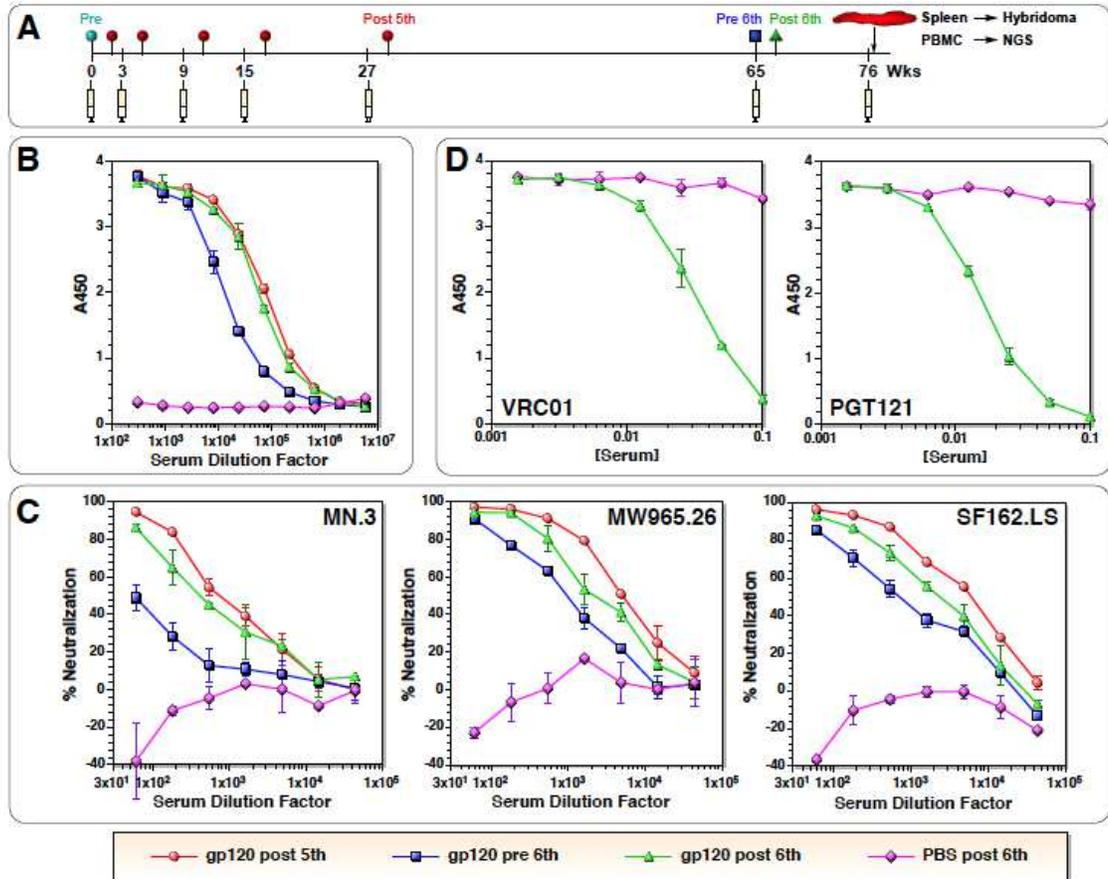 A
Pre
Post 5th
Pre 6th
Post 6th
Spleen → Hybridoma
PBMC → NGS
0 3 9 15 27 65 76 Wks
B
4
3
2
1
0
A450
1x10² 1x10³ 1x10⁴ 1x10⁵ 1x10⁶ 1x10⁷
Serum Dilution Factor
D
4
3
2
1
0
A450
VRC01
0.001 0.01 0.1
[Serum]
4
3
2
1
0
A450
PGT121
0.001 0.01 0.1
[Serum]
C
MN.3
100
80
60
40
20
0
-20
-40
% Neutralization
3x10¹ 1x10² 1x10³ 1x10⁴ 1x10⁵
Serum Dilution Factor
MW965.26
100
80
60
40
20
0
-20
-40
% Neutralization
3x10¹ 1x10² 1x10³ 1x10⁴ 1x10⁵
Serum Dilution Factor
SF162.LS
100
80
60
40
20
0
-20
-40
% Neutralization
3x10¹ 1x10² 1x10³ 1x10⁴ 1x10⁵
Serum Dilution Factor
gp120 post 5th gp120 pre 6th gp120 post 6th PBS post 6th